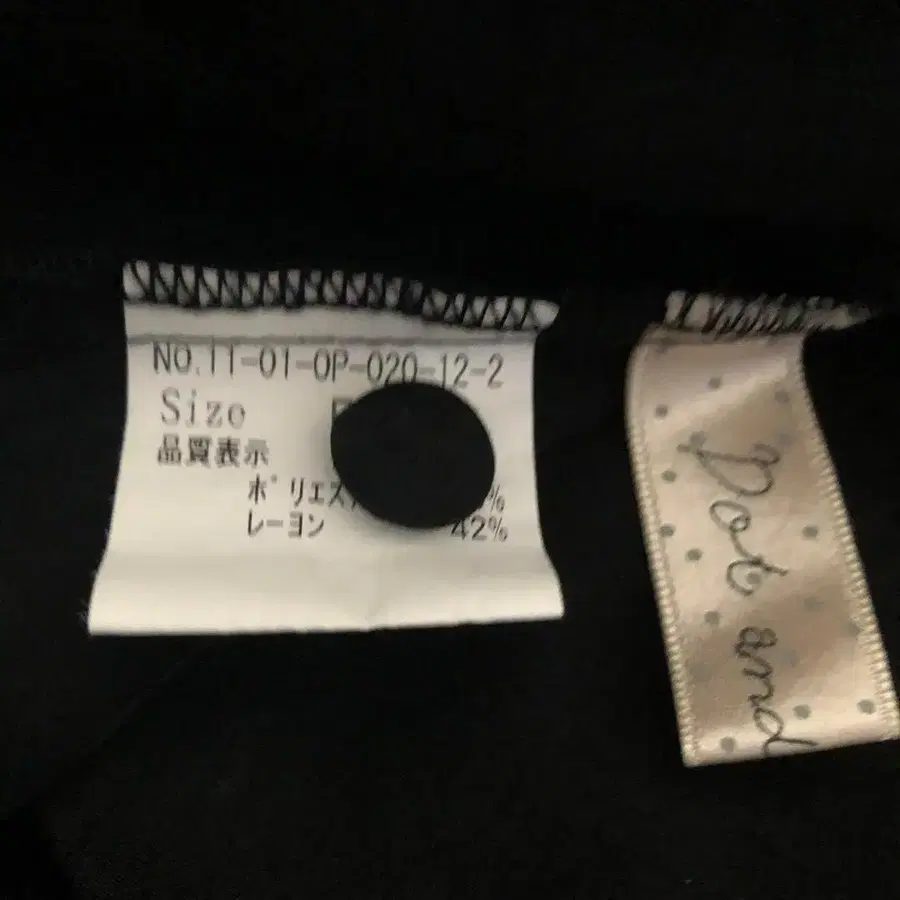 NO.11-01-OP-020-12-2
Size
品質表示
ポリエス %
レーヨン 42%
Dot and